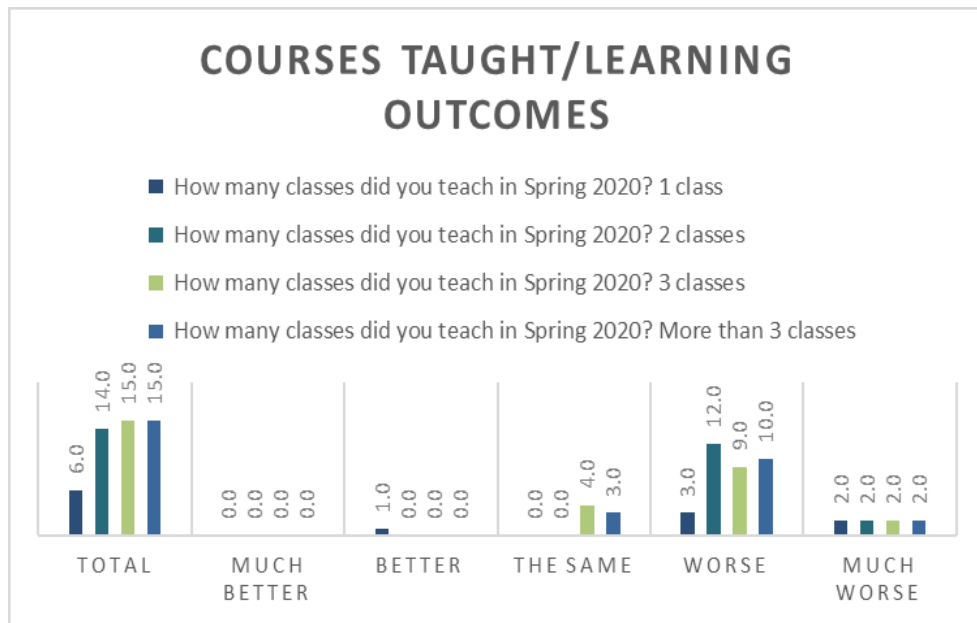 COURSES TAUGHT/LEARNING
OUTCOMES
How many classes did you teach in Spring 2020? 1 class
How many classes did you teach in Spring 2020? 2 classes
How many classes did you teach in Spring 2020? 3 classes
How many classes did you teach in Spring 2020? More than 3 classes
6.0 14.0 15.0 15.0
0.0 0.0 0.0 0.0
1.0 0.0 0.0 0.0
0.0 0.0 4.0 3.0
3.0 12.0 9.0 10.0
2.0 2.0 2.0 2.0
TOTAL
MUCH
BETTER
BETTER
THE SAME
WORSE
MUCH
WORSE